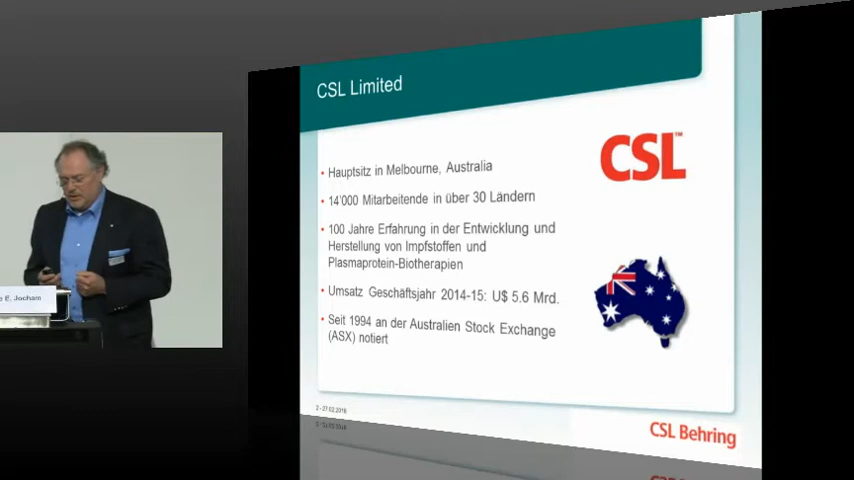 CSL Limited
CSL™
• Hauptsitz in Melbourne, Australia
• 14'000 Mitarbeitende in über 30 Ländern
• 100 Jahre Erfahrung in der Entwicklung und
Herstellung von Impfstoffen und
Plasmaprotein-Biotherapien
• Umsatz Geschäftsjahr 2014-15: U$ 5.6 Mrd.
• Seit 1994 an der Australien Stock Exchange
(ASX) notiert
E. Jocham
CSL Behring